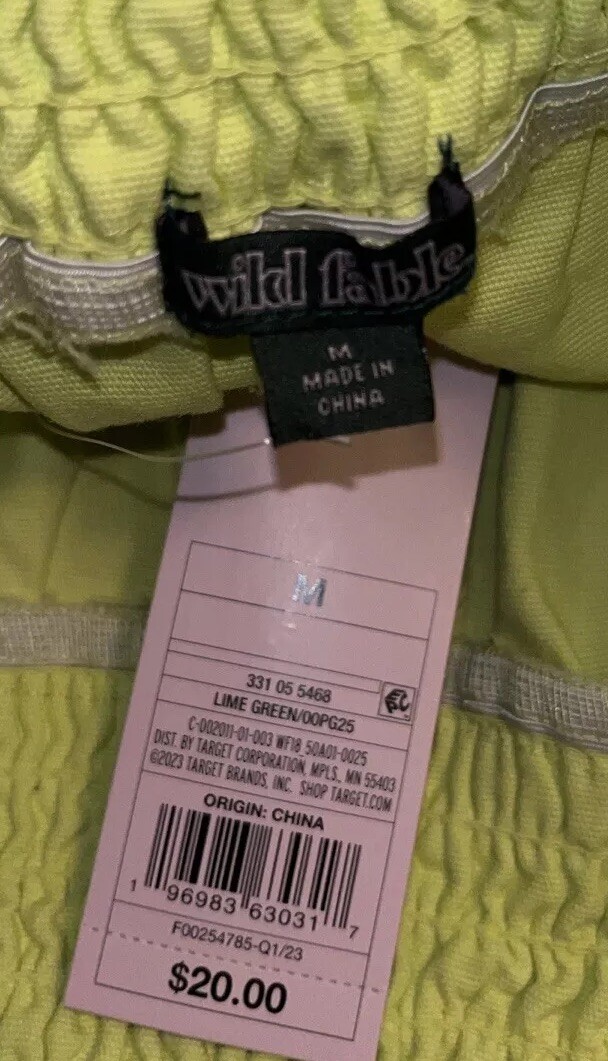 wild fable
M
MADE IN
CHINA
M
331 05 5468
LIME GREEN/00PG25
C-002011-01-003 WF18_50A01-0025
DIST. BY TARGET CORPORATION, MPLS., MN 55403
©2023 TARGET BRANDS, INC. SHOP TARGET.COM
ORIGIN: CHINA
1 96983 63031 7
F00254785-Q1/23
$20.00